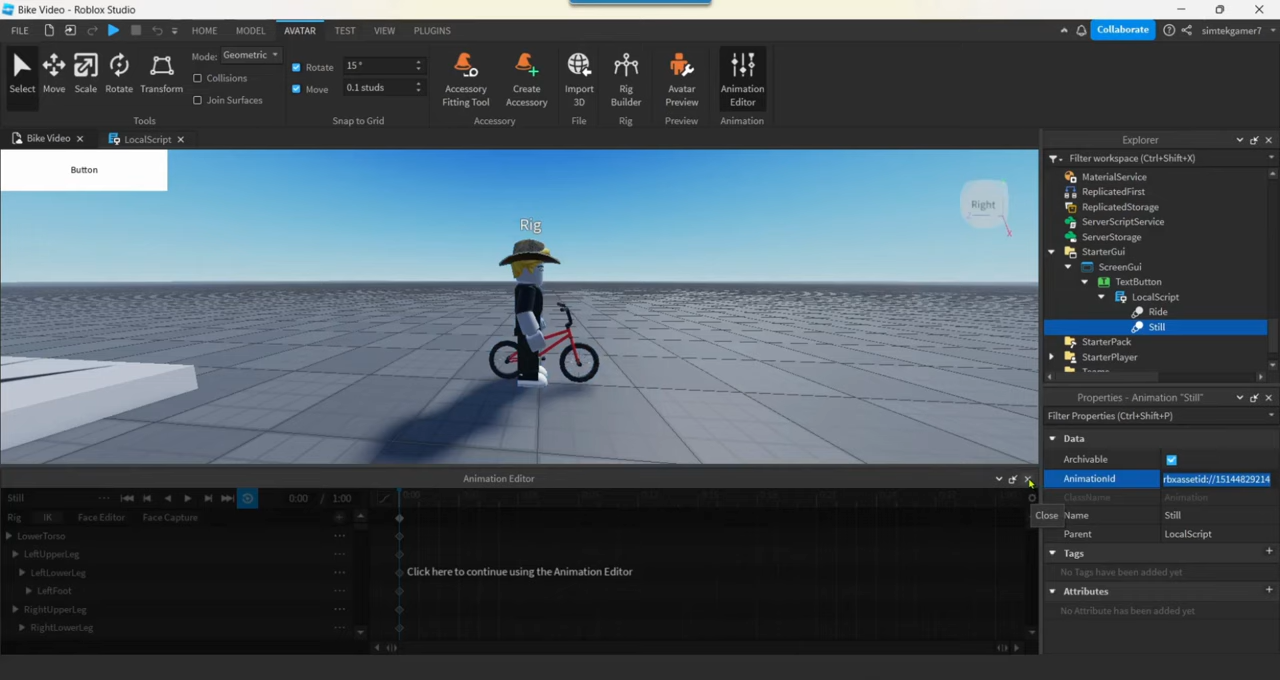 Bike Video - Roblox Studio
FILE HOME MODEL AVATAR TEST VIEW PLUGINS Collaborate simtekgamer7
Mode: Geometric
Collisions
Join Surfaces
Select Move Scale Rotate Transform
Rotate 15 °
Move 0.1 studs
Accessory Fitting Tool
Create Accessory
Import 3D
Rig Builder
Avatar Preview
Animation Editor
Tools Snap to Grid Accessory File Rig Preview Animation
Bike Video LocalScript
Button
Right
X
Rig
Explorer
Filter workspace (Ctrl+Shift+X)
MaterialService
ReplicatedFirst
ReplicatedStorage
ServerScriptService
ServerStorage
StarterGui
ScreenGui
TextButton
LocalScript
Ride
Still
StarterPack
StarterPlayer
Teams
Properties - Animation "Still"
Filter Properties (Ctrl+Shift+P)
Data
Archivable
AnimationId rbxassetid://15144829214
ClassName Animation
Name Still
Parent LocalScript
Tags
No Tags have been added yet
Attributes
No Attribute has been added yet
Animation Editor
Close
Still 0:00 / 1:00 0:00
Rig IK Face Editor Face Capture
LowerTorso
LeftUpperLeg
LeftLowerLeg
LeftFoot
RightUpperLeg
RightLowerLeg
Click here to continue using the Animation Editor